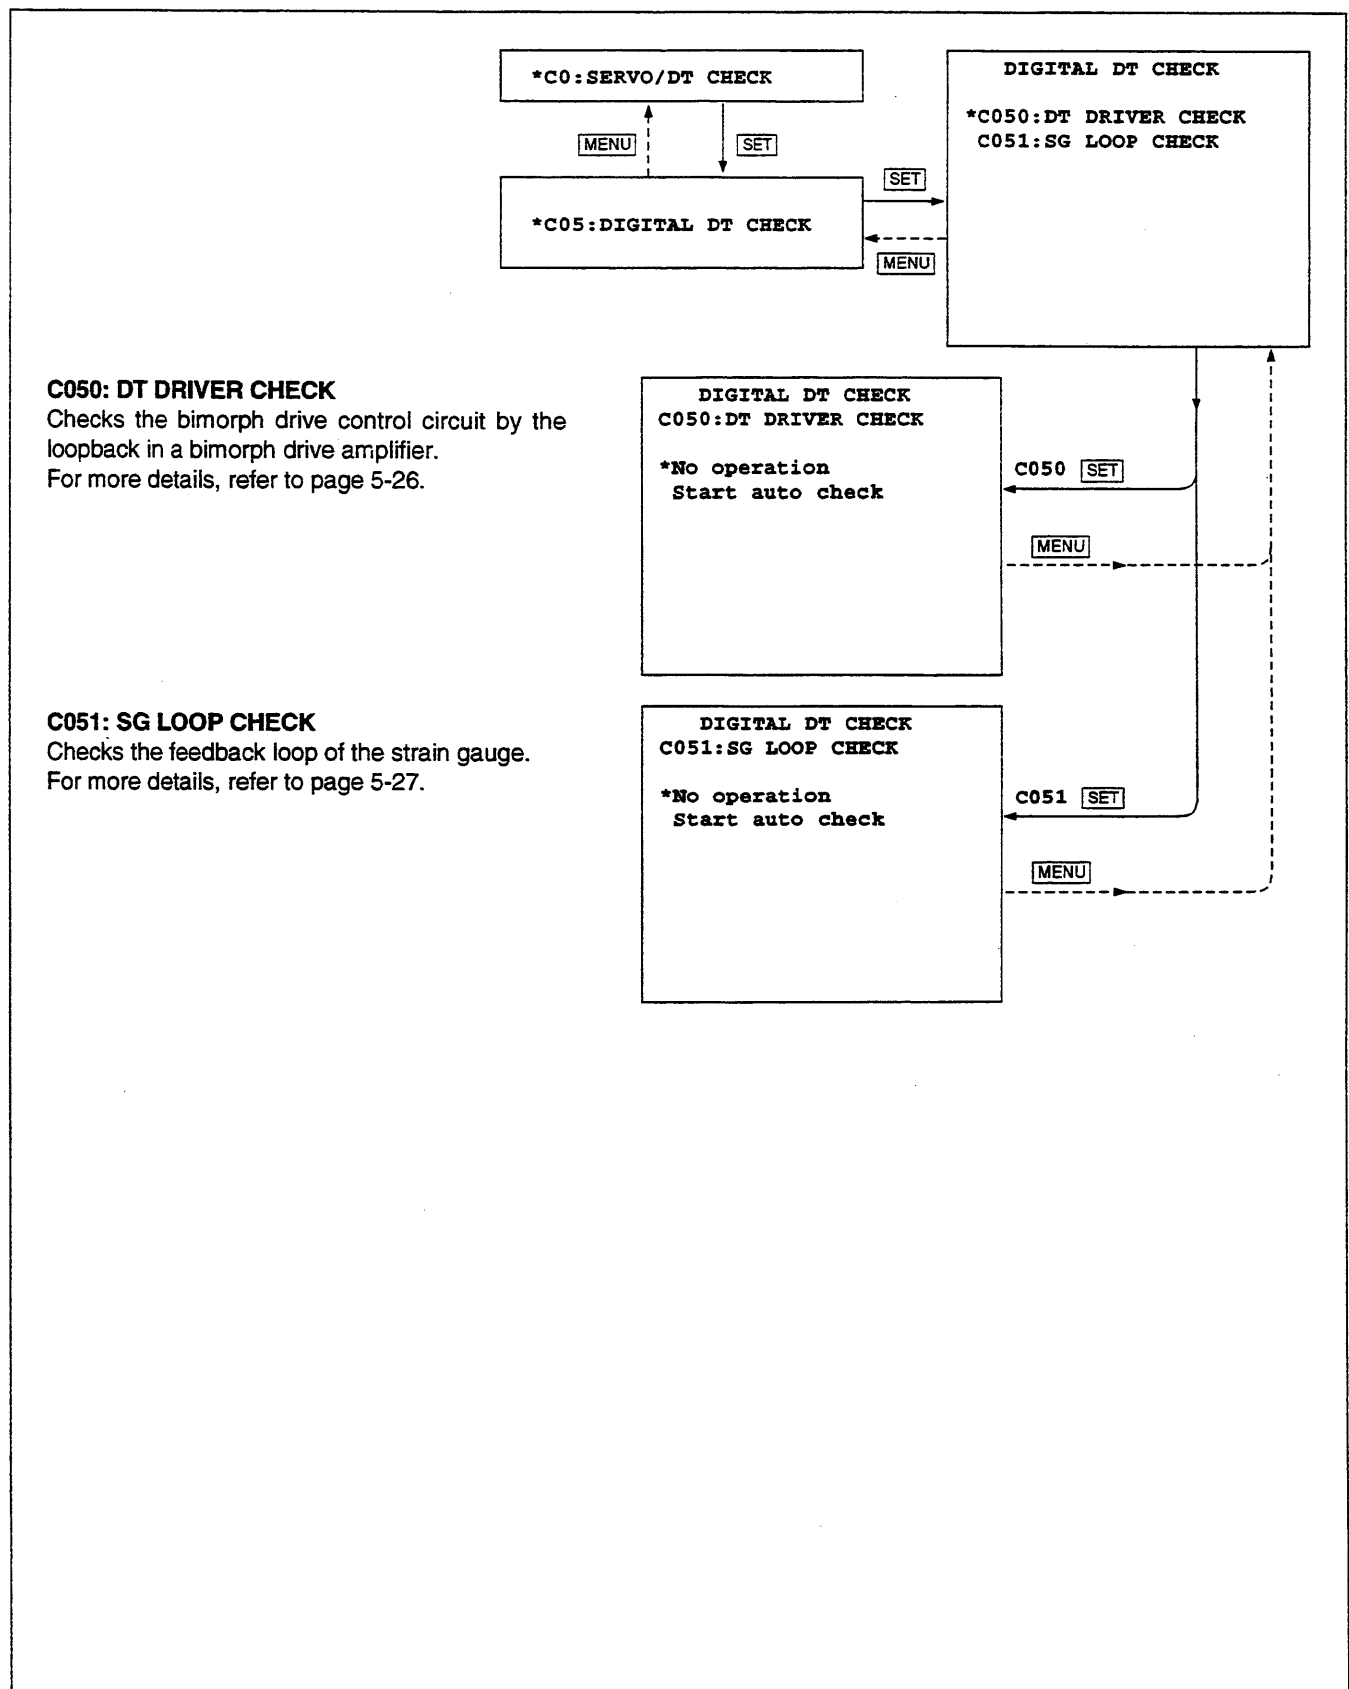 *C0:SERVO/DT CHECK
MENU
SET
*C05:DIGITAL DT CHECK
SET
MENU
DIGITAL DT CHECK
*C050:DT DRIVER CHECK
C051:SG LOOP CHECK
C050: DT DRIVER CHECK
Checks the bimorph drive control circuit by the
loopback in a bimorph drive amplifier.
For more details, refer to page 5-26.
DIGITAL DT CHECK
C050:DT DRIVER CHECK
*No operation
Start auto check
C050 SET
MENU
C051: SG LOOP CHECK
Checks the feedback loop of the strain gauge.
For more details, refer to page 5-27.
DIGITAL DT CHECK
C051:SG LOOP CHECK
*No operation
Start auto check
C051 SET
MENU